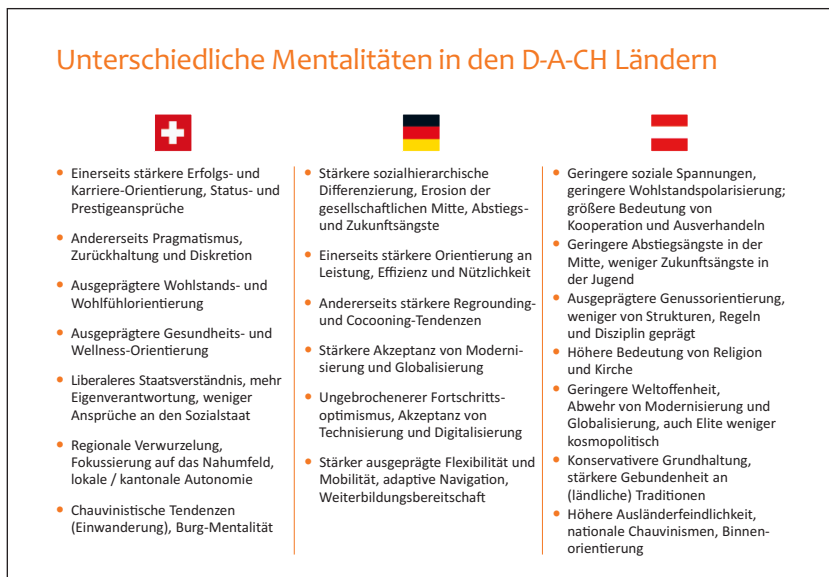 Unterschiedliche Mentalitäten in den D-A-CH Ländern
• Einerseits stärkere Erfolgs- und
Karriere-Orientierung, Status- und
Prestigeansprüche
• Andererseits Pragmatismus,
Zurückhaltung und Diskretion
• Ausgeprägtere Wohlstands- und
Wohlfühlorientierung
• Ausgeprägtere Gesundheits- und
Wellness-Orientierung
• Liberaleres Staatsverständnis, mehr
Eigenverantwortung, weniger
Ansprüche an den Sozialstaat
• Regionale Verwurzelung,
Fokussierung auf das Nahumfeld,
lokale / kantonale Autonomie
• Chauvinistische Tendenzen
(Einwanderung), Burg-Mentalität
• Stärkere sozialhierarchische
Differenzierung, Erosion der
gesellschaftlichen Mitte, Abstiegs-
und Zukunftsängste
• Einerseits stärkere Orientierung an
Leistung, Effizienz und Nützlichkeit
• Andererseits stärkere Regrounding-
und Cocooning-Tendenzen
• Stärkere Akzeptanz von Moderni-
sierung und Globalisierung
• Ungebrochenerer Fortschritts-
optimismus, Akzeptanz von
Technisierung und Digitalisierung
• Stärker ausgeprägte Flexibilität und
Mobilität, adaptive Navigation,
Weiterbildungsbereitschaft
• Geringere soziale Spannungen,
geringere Wohlstandspolarisierung;
größere Bedeutung von
Kooperation und Ausverhandeln
• Geringere Abstiegsängste in der
Mitte, weniger Zukunftsängste in
der Jugend
• Ausgeprägtere Genussorientierung,
weniger von Strukturen, Regeln
und Disziplin geprägt
• Höhere Bedeutung von Religion
und Kirche
• Geringere Weltoffenheit,
Abwehr von Modernisierung und
Globalisierung, auch Elite weniger
kosmopolitisch
• Konservativere Grundhaltung,
stärkere Gebundenheit an
(ländliche) Traditionen
• Höhere Ausländerfeindlichkeit,
nationale Chauvinismen, Binnen-
orientierung